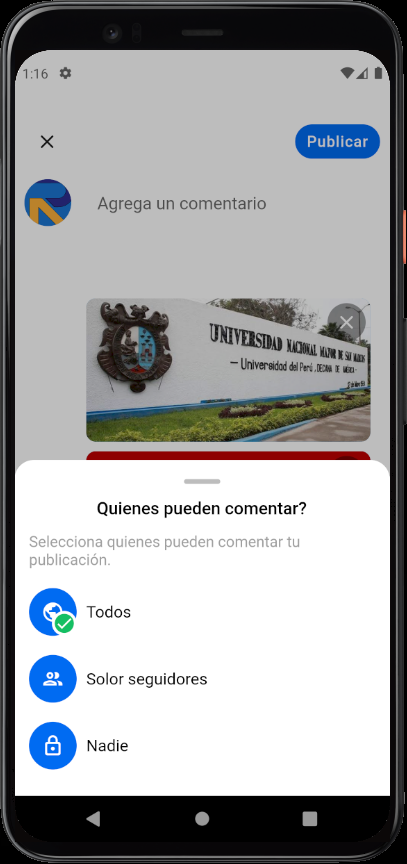 1:16
Publicar
Agrega un comentario
UNIVERSIDAD NACIONAL MAYOR DE SAN MARCOS
— Universidad del Perú, DECANA DE AMÉRICA -
Quienes pueden comentar?
Selecciona quienes pueden comentar tu
publicación.
Todos
Solor seguidores
Nadie